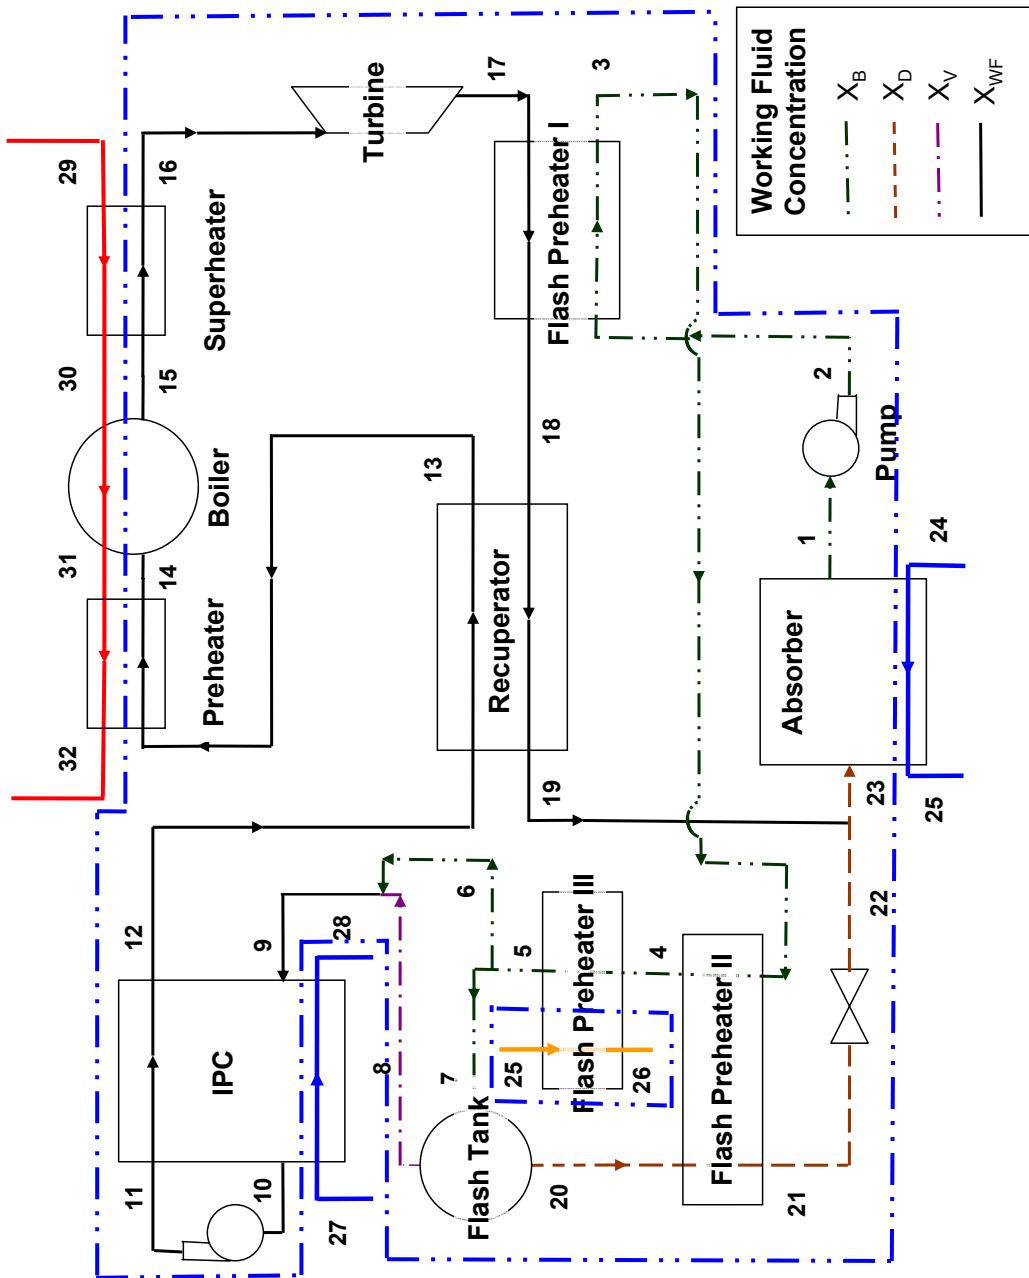 29
30
31
32
16
15
14
Superheater
Boiler
Preheater
Turbine
17
3
Flash Preheater I
18
13
Recuperator
19
12
11
10
9
IPC
28
27
8
7
6
5
4
Flash Tank
Flash Preheater III
25
26
Flash Preheater II
20
21
22
23
Absorber
24
25
1
2
Pump
Working Fluid
Concentration
X_B
X_D
X_V
X_WF